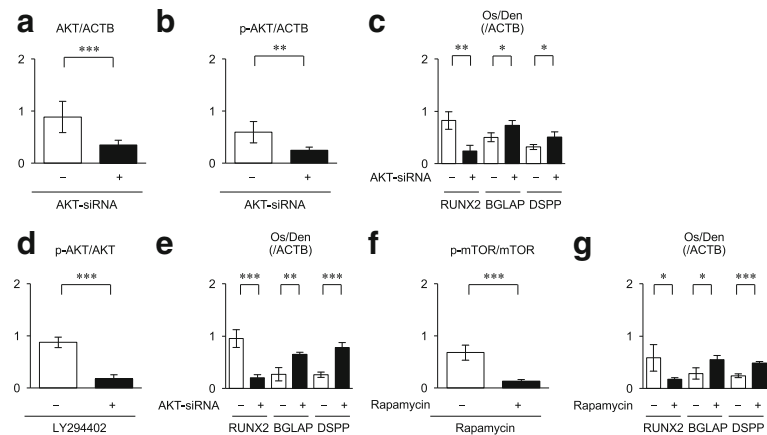 a
AKT/ACTB
***
2
1
0
– +
AKT-siRNA
b
p-AKT/ACTB
**
2
1
0
– +
AKT-siRNA
c
Os/Den
(/ACTB)
** * *
2
1
0
AKT-siRNA – + – + – +
RUNX2 BGLAP DSPP
d
p-AKT/AKT
***
2
1
0
– +
LY294402
e
Os/Den
(/ACTB)
*** ** ***
2
1
0
AKT-siRNA – + – + – +
RUNX2 BGLAP DSPP
f
p-mTOR/mTOR
***
2
1
0
– +
Rapamycin
g
Os/Den
(/ACTB)
* * ***
2
1
0
Rapamycin – + – + – +
RUNX2 BGLAP DSPP